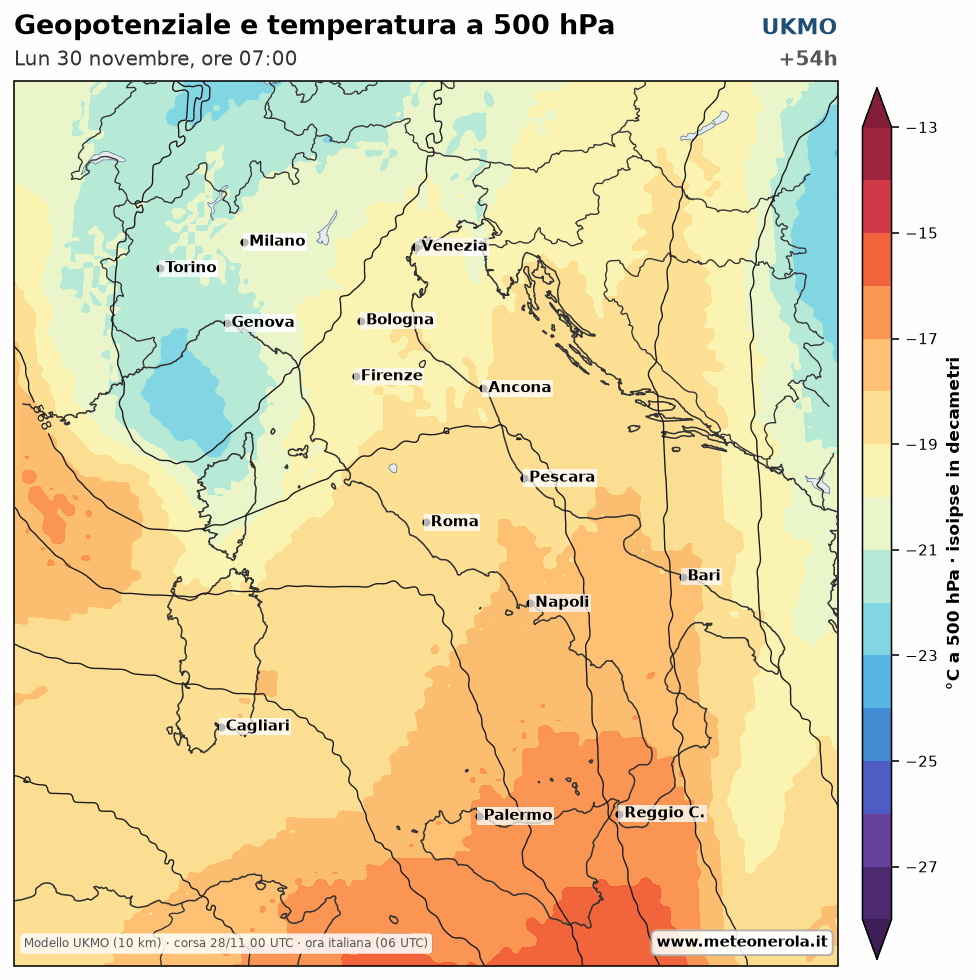 Geopotenziale e temperatura a 500 hPa
UKMO
Lun 30 novembre, ore 07:00
+54h
Milano
Venezia
Torino
Genova
Bologna
Firenze
Ancona
Pescara
Roma
Bari
Napoli
Cagliari
Palermo
Reggio C.
−13
−15
−17
−19
−21
−23
−25
−27
°C a 500 hPa · isoipse in decametri
Modello UKMO (10 km) · corsa 28/11 00 UTC · ora italiana (06 UTC)
www.meteonerola.it